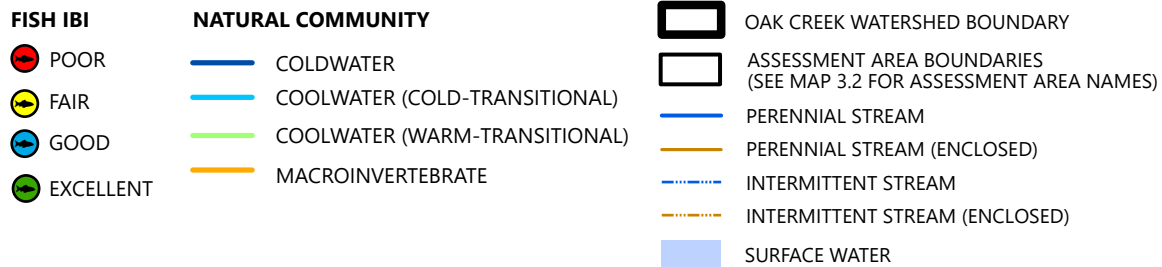 FISH IBI
POOR
FAIR
GOOD
EXCELLENT
NATURAL COMMUNITY
COLDWATER
COOLWATER (COLD-TRANSITIONAL)
COOLWATER (WARM-TRANSITIONAL)
MACROINVERTEBRATE
OAK CREEK WATERSHED BOUNDARY
ASSESSMENT AREA BOUNDARIES
(SEE MAP 3.2 FOR ASSESSMENT AREA NAMES)
PERENNIAL STREAM
PERENNIAL STREAM (ENCLOSED)
INTERMITTENT STREAM
INTERMITTENT STREAM (ENCLOSED)
SURFACE WATER